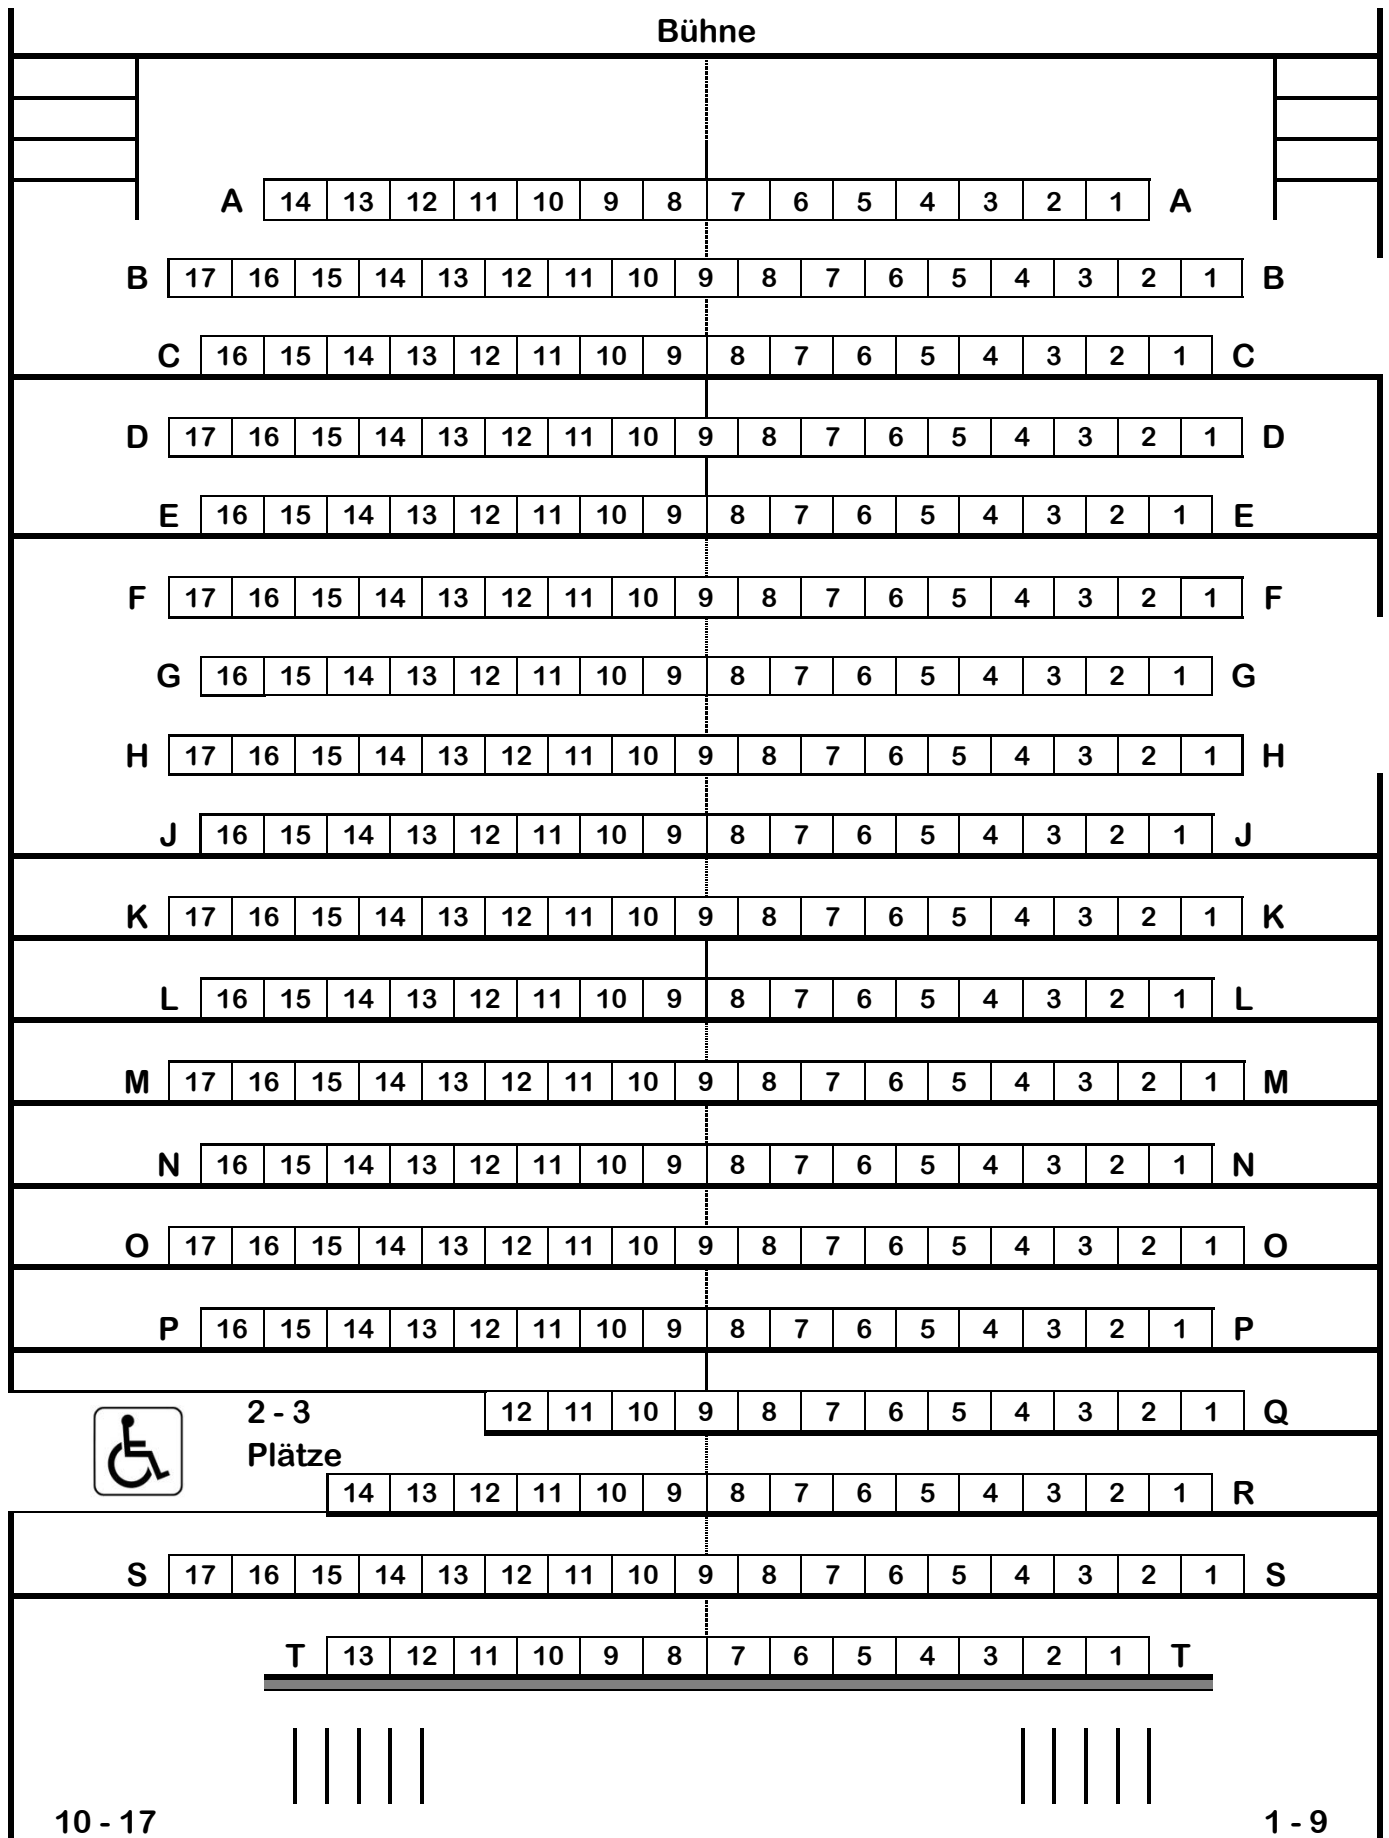 Bühne
A 14 13 12 11 10 9 8 7 6 5 4 3 2 1 A
B 17 16 15 14 13 12 11 10 9 8 7 6 5 4 3 2 1 B
C 16 15 14 13 12 11 10 9 8 7 6 5 4 3 2 1 C
D 17 16 15 14 13 12 11 10 9 8 7 6 5 4 3 2 1 D
E 16 15 14 13 12 11 10 9 8 7 6 5 4 3 2 1 E
F 17 16 15 14 13 12 11 10 9 8 7 6 5 4 3 2 1 F
G 16 15 14 13 12 11 10 9 8 7 6 5 4 3 2 1 G
H 17 16 15 14 13 12 11 10 9 8 7 6 5 4 3 2 1 H
J 16 15 14 13 12 11 10 9 8 7 6 5 4 3 2 1 J
K 17 16 15 14 13 12 11 10 9 8 7 6 5 4 3 2 1 K
L 16 15 14 13 12 11 10 9 8 7 6 5 4 3 2 1 L
M 17 16 15 14 13 12 11 10 9 8 7 6 5 4 3 2 1 M
N 16 15 14 13 12 11 10 9 8 7 6 5 4 3 2 1 N
O 17 16 15 14 13 12 11 10 9 8 7 6 5 4 3 2 1 O
P 16 15 14 13 12 11 10 9 8 7 6 5 4 3 2 1 P
2 - 3 12 11 10 9 8 7 6 5 4 3 2 1 Q
Plätze
14 13 12 11 10 9 8 7 6 5 4 3 2 1 R
S 17 16 15 14 13 12 11 10 9 8 7 6 5 4 3 2 1 S
T 13 12 11 10 9 8 7 6 5 4 3 2 1 T
10 - 17 1 - 9